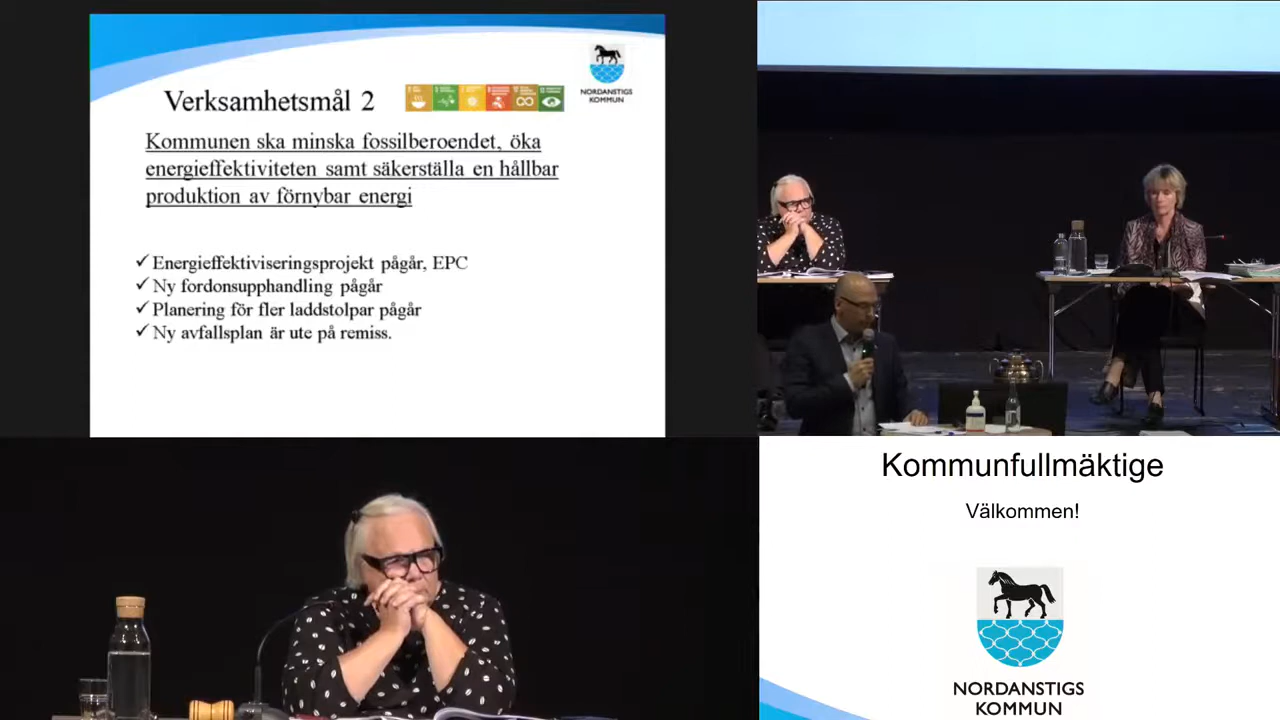 Verksamhetsmål 2
NORDANSTIGS
KOMMUN
Kommunen ska minska fossilberoendet, öka
energieffektiviteten samt säkerställa en hållbar
produktion av förnybar energi
✓ Energieffektiviseringsprojekt pågår, EPC
✓ Ny fordonsupphandling pågår
✓ Planering för fler laddstolpar pågår
✓ Ny avfallsplan är ute på remiss.
Kommunfullmäktige
Välkommen!
NORDANSTIGS
KOMMUN